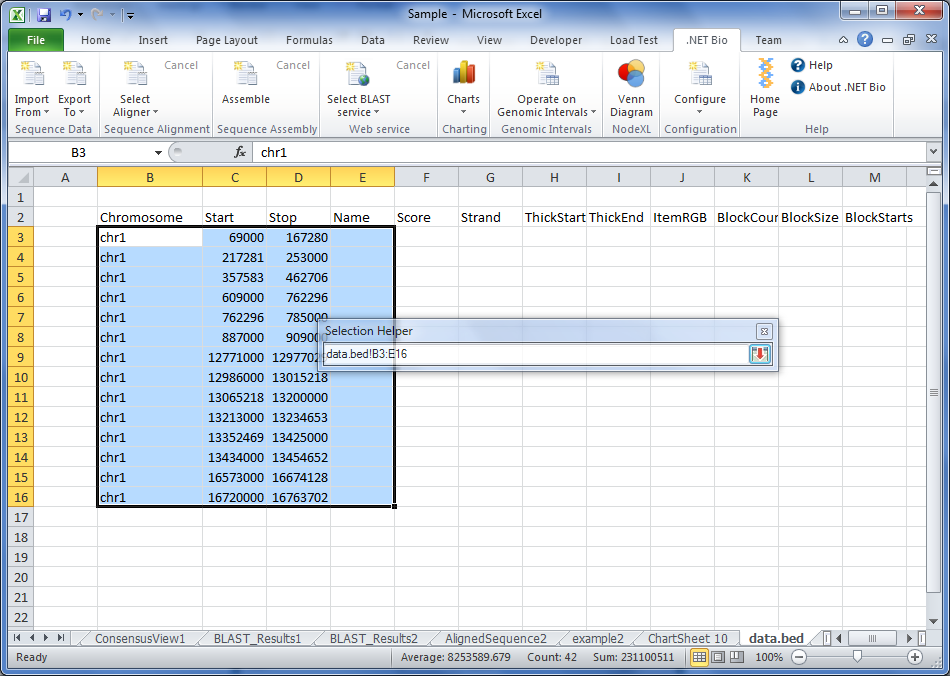 Sample - Microsoft Excel
File Home Insert Page Layout Formulas Data Review View Developer Load Test .NET Bio Team
Import From Export To Select Aligner Cancel Assemble Cancel Select BLAST service Cancel Charts Operate on Genomic Intervals Venn Diagram Configure Home Page Help About .NET Bio
Sequence Data Sequence Alignment Sequence Assembly Web service Charting Genomic Intervals NodeXL Configuration Help
B3 fx chr1
A B C D E F G H I J K L M
1
2 Chromosome Start Stop Name Score Strand ThickStart ThickEnd ItemRGB BlockCour BlockSize BlockStarts
3 chr1 69000 167280
4 chr1 217281 253000
5 chr1 357583 462706
6 chr1 609000 762296
7 chr1 762296 785000
8 chr1 887000 909000
Selection Helper
9 chr1 12771000
data.bed!B3:E16
10 chr1 12986000 13015218
11 chr1 13065218 13200000
12 chr1 13213000 13234653
13 chr1 13352469 13425000
14 chr1 13434000 13454652
15 chr1 16573000 16674128
16 chr1 16720000 16763702
17
18
19
20
21
22
ConsensusView1 BLAST_Results1 BLAST_Results2 AlignedSequence2 example2 ChartSheet 10 data.bed
Ready Average: 8253589.679 Count: 42 Sum: 231100511 100%